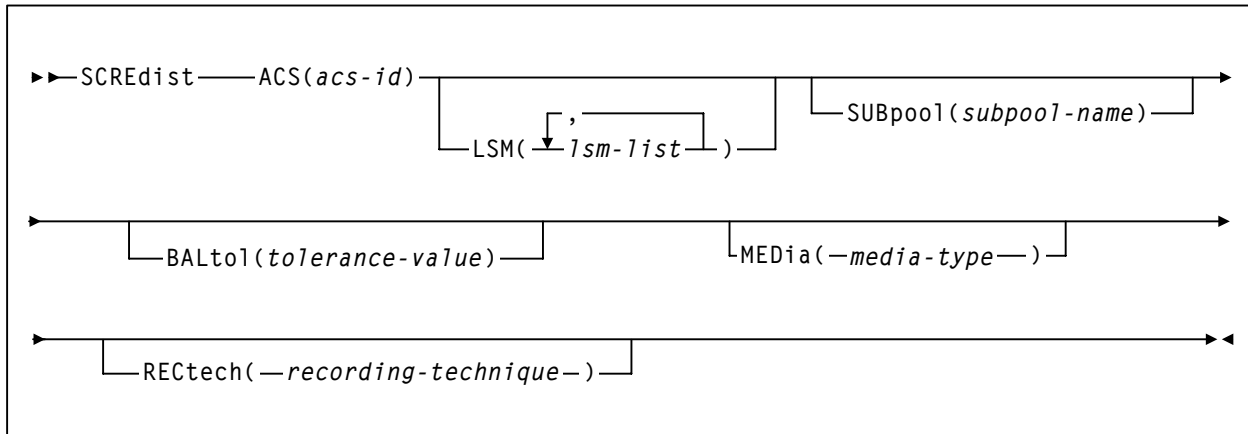 SCREdist ACS(acs-id)
SUBpool(subpool-name)
,
LSM( lsm-list )
BALtol(tolerance-value) MEDia( media-type )
RECtech( recording-technique )